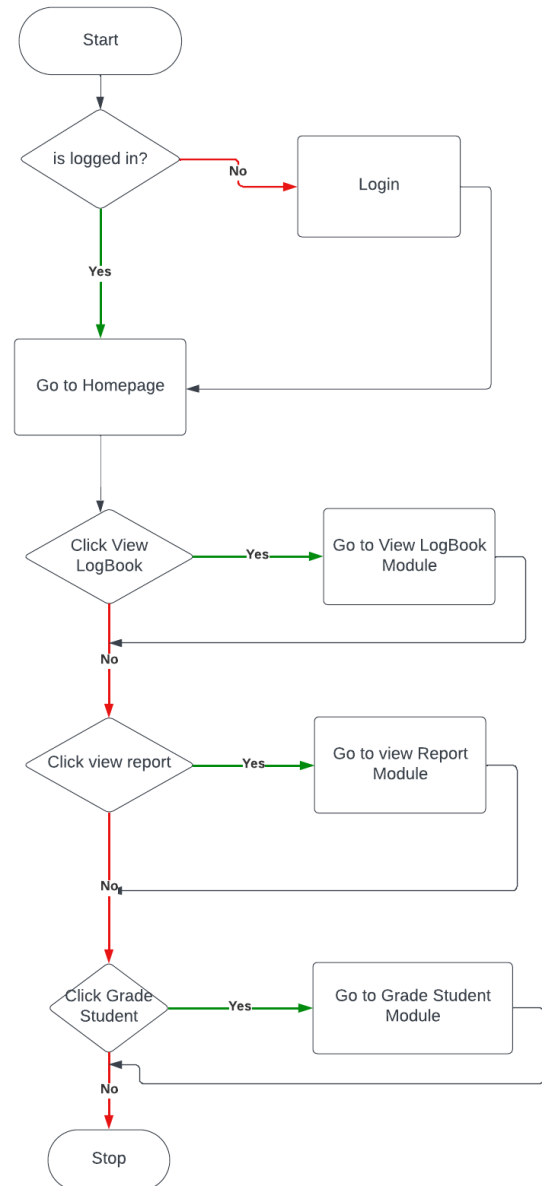 Start
is logged in?
No
Login
Yes
Go to Homepage
Click View
LogBook
Yes
Go to View LogBook
Module
No
Click view report
Yes
Go to view Report
Module
No
Click Grade
Student
Yes
Go to Grade Student
Module
No
Stop